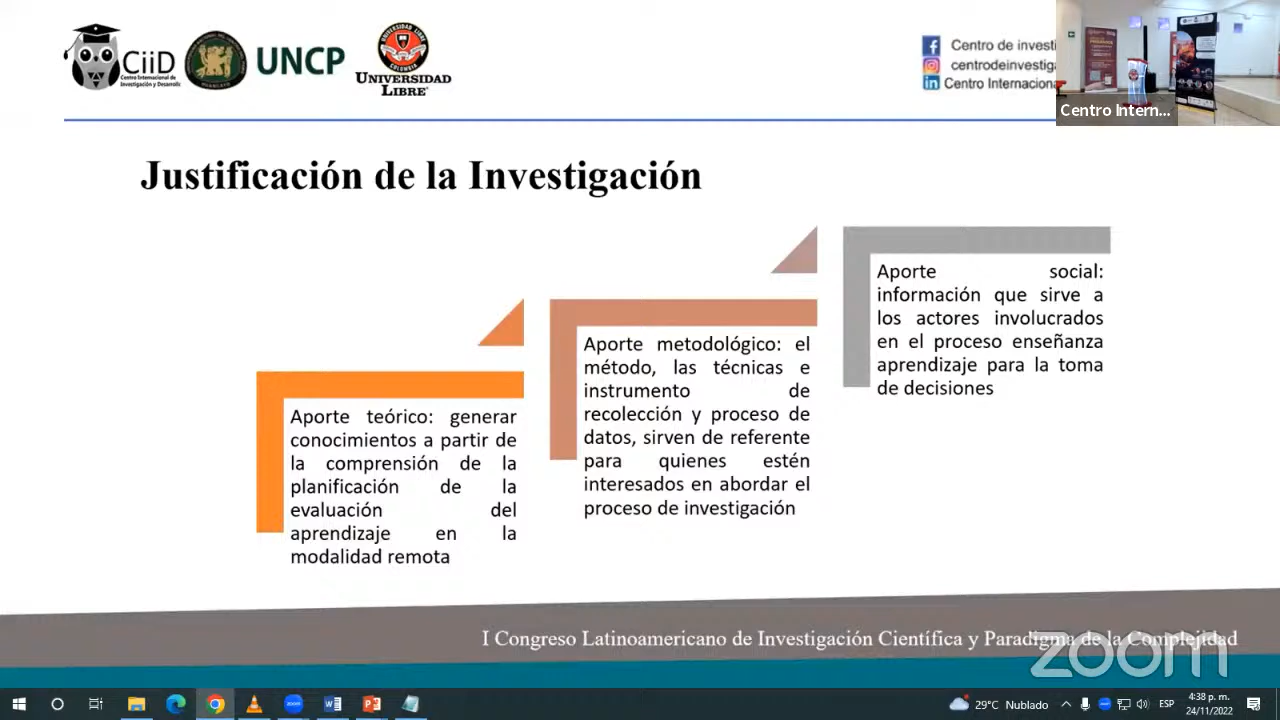 CiiD
Centro Internacional de
Investigación y Desarrollo
UNCP
UNIVERSIDAD
LIBRE
Centro de investi
centrodeinvestiga
Centro Internaciona
Centro Intern...
Justificación de la Investigación
Aporte teórico: generar
conocimientos a partir de
la comprensión de la
planificación de la
evaluación del
aprendizaje en la
modalidad remota
Aporte metodológico: el
método, las técnicas e
instrumento de
recolección y proceso de
datos, sirven de referente
para quienes estén
interesados en abordar el
proceso de investigación
Aporte social:
información que sirve a
los actores involucrados
en el proceso enseñanza
aprendizaje para la toma
de decisiones
I Congreso Latinoamericano de Investigación Científica y Paradigma de la Complejidad
zoom
29°C Nublado
ESP
4:38 p. m.
24/11/2022